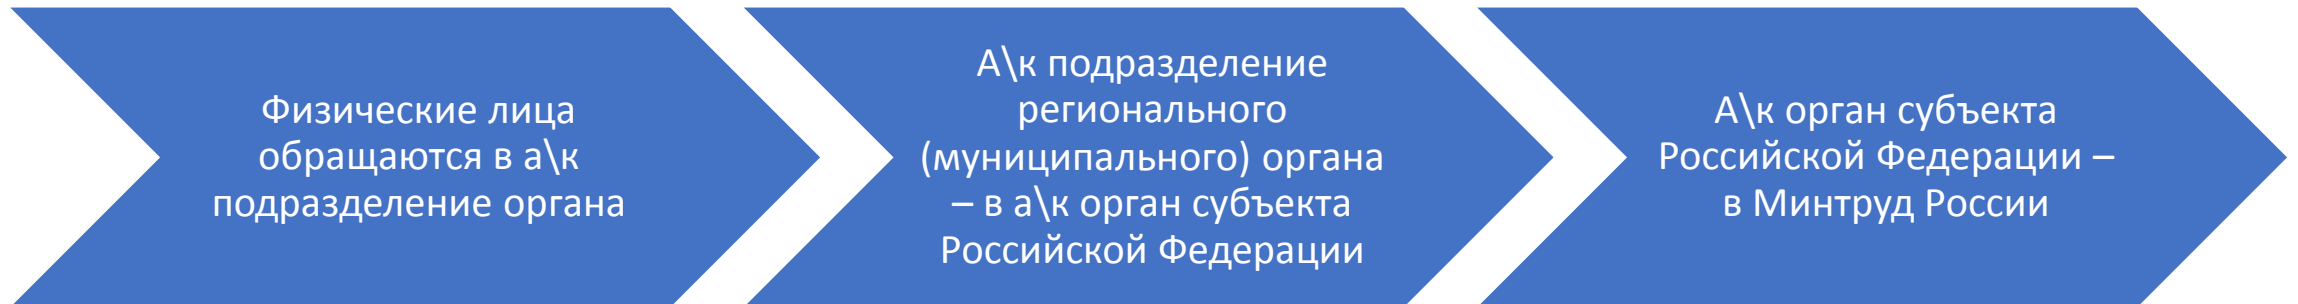 Физические лица
обращаются в а\к
подразделение органа
А\к подразделение
регионального
(муниципального) органа
– в а\к орган субъекта
Российской Федерации
А\к орган субъекта
Российской Федерации –
в Минтруд России